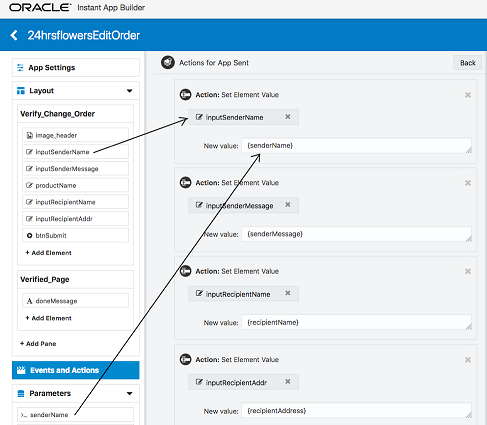 ORACLE Instant App Builder
24hrsflowersEditOrder
App Settings
Layout
Verify_Change_Order
image_header
inputSenderName
inputSenderMessage
productName
inputRecipientName
inputRecipientAddr
btnSubmit
+ Add Element
Verified_Page
A doneMessage
+ Add Element
+ Add Pane
Events and Actions
Parameters
>_ senderName
Actions for App Sent
Back
Action: Set Element Value
inputSenderName
New value: {senderName}
Action: Set Element Value
inputSenderMessage
New value: {senderMessage}
Action: Set Element Value
inputRecipientName
New value: {recipientName}
Action: Set Element Value
inputRecipientAddr
New value: {recipientAddress}